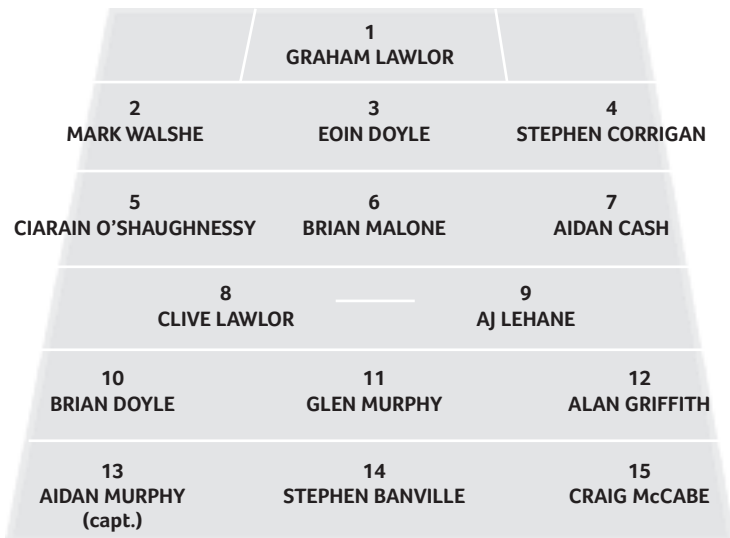 1
GRAHAM LAWLOR
2 3 4
MARK WALSHE EOIN DOYLE STEPHEN CORRIGAN
5 6 7
CIARAIN O'SHAUGHNESSY BRIAN MALONE AIDAN CASH
8 9
CLIVE LAWLOR AJ LEHANE
10 11 12
BRIAN DOYLE GLEN MURPHY ALAN GRIFFITH
13 14 15
AIDAN MURPHY STEPHEN BANVILLE CRAIG McCABE
(capt.)